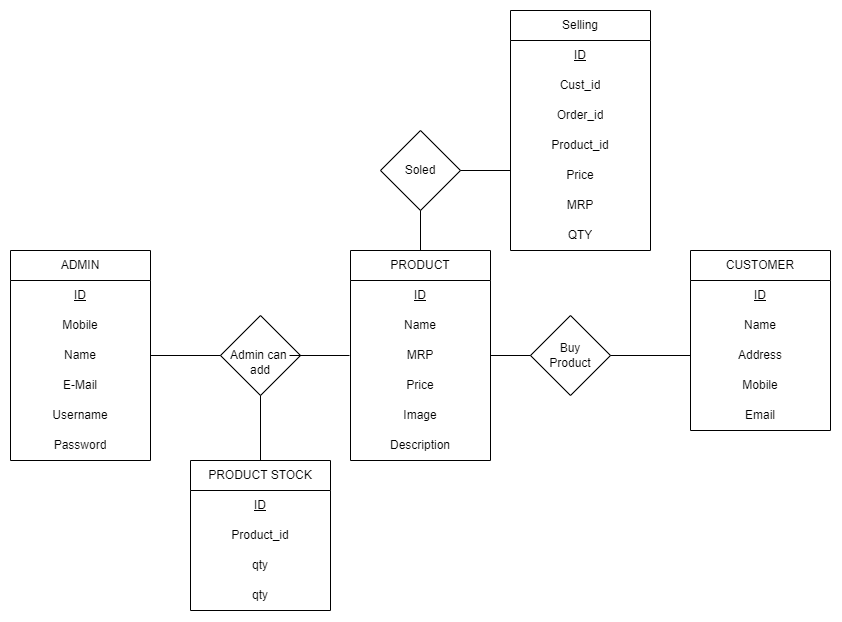 Selling
ID
Cust_id
Order_id
Product_id
Price
MRP
QTY
Soled
ADMIN
ID
Mobile
Name
E-Mail
Username
Password
Admin can
add
PRODUCT
ID
Name
MRP
Price
Image
Description
Buy
Product
CUSTOMER
ID
Name
Address
Mobile
Email
PRODUCT STOCK
ID
Product_id
qty
qty